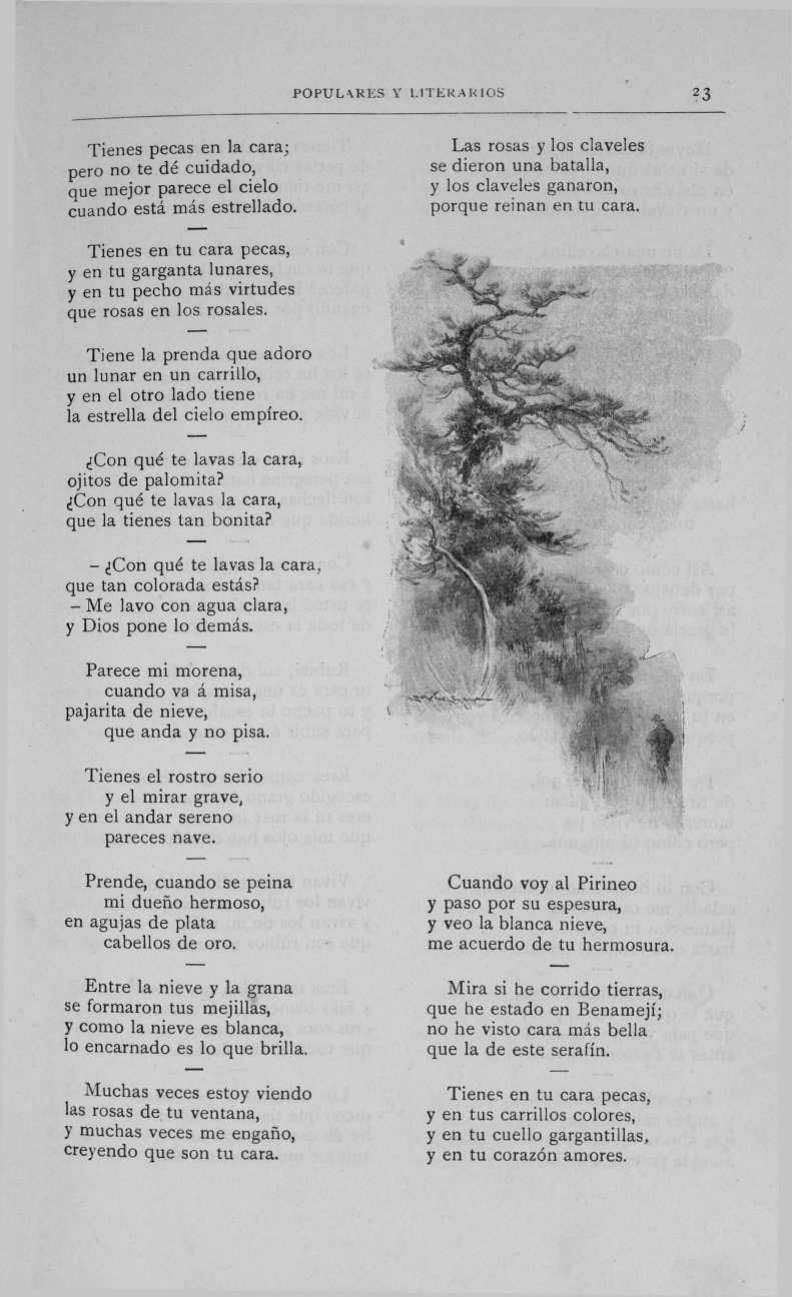 POPULARES Y LITERARIOS 23
Tienes pecas en la cara;
pero no te dé cuidado,
que mejor parece el cielo
cuando está más estrellado.
—
Tienes en tu cara pecas,
y en tu garganta lunares,
y en tu pecho más virtudes
que rosas en los rosales.
—
Tiene la prenda que adoro
un lunar en un carrillo,
y en el otro lado tiene
la estrella del cielo empíreo.
—
¿Con qué te lavas la cara,
ojitos de palomita?
¿Con qué te lavas la cara,
que la tienes tan bonita?
—
– ¿Con qué te lavas la cara,
que tan colorada estás?
– Me lavo con agua clara,
y Dios pone lo demás.
—
Parece mi morena,
cuando va á misa,
pajarita de nieve,
que anda y no pisa.
—
Tienes el rostro serio
y el mirar grave,
y en el andar sereno
pareces nave.
—
Prende, cuando se peina
mi dueño hermoso,
en agujas de plata
cabellos de oro.
—
Entre la nieve y la grana
se formaron tus mejillas,
y como la nieve es blanca,
lo encarnado es lo que brilla.
—
Muchas veces estoy viendo
las rosas de tu ventana,
y muchas veces me engaño,
creyendo que son tu cara.
Las rosas y los claveles
se dieron una batalla,
y los claveles ganaron,
porque reinan en tu cara.
Cuando voy al Pirineo
y paso por su espesura,
y veo la blanca nieve,
me acuerdo de tu hermosura.
—
Mira si he corrido tierras,
que he estado en Benamejí;
no he visto cara más bella
que la de este serafín.
—
Tienes en tu cara pecas,
y en tus carrillos colores,
y en tu cuello gargantillas,
y en tu corazón amores.